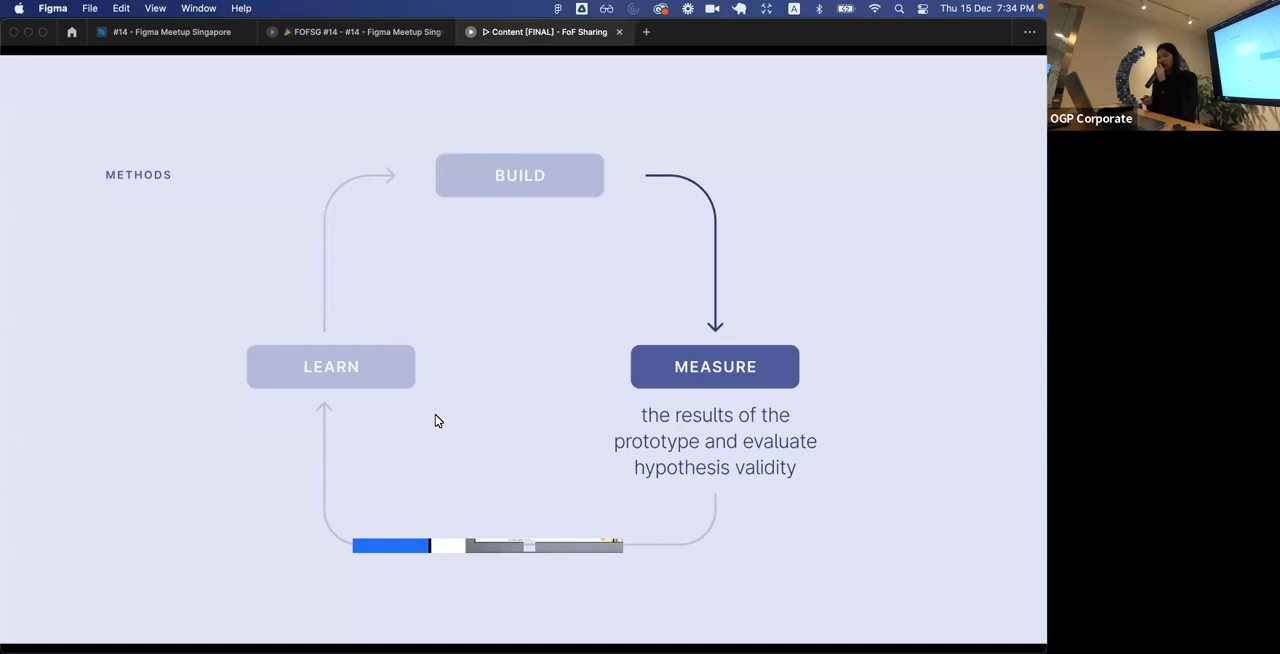 Figma File Edit View Window Help Thu 15 Dec 7:34 PM
#14 - Figma Meetup Singapore
FOFSG #14 - #14 - Figma Meetup Sing
Content [FINAL] - FoF Sharing
OGP Corporate
METHODS
BUILD
LEARN
MEASURE
the results of the
prototype and evaluate
hypothesis validity